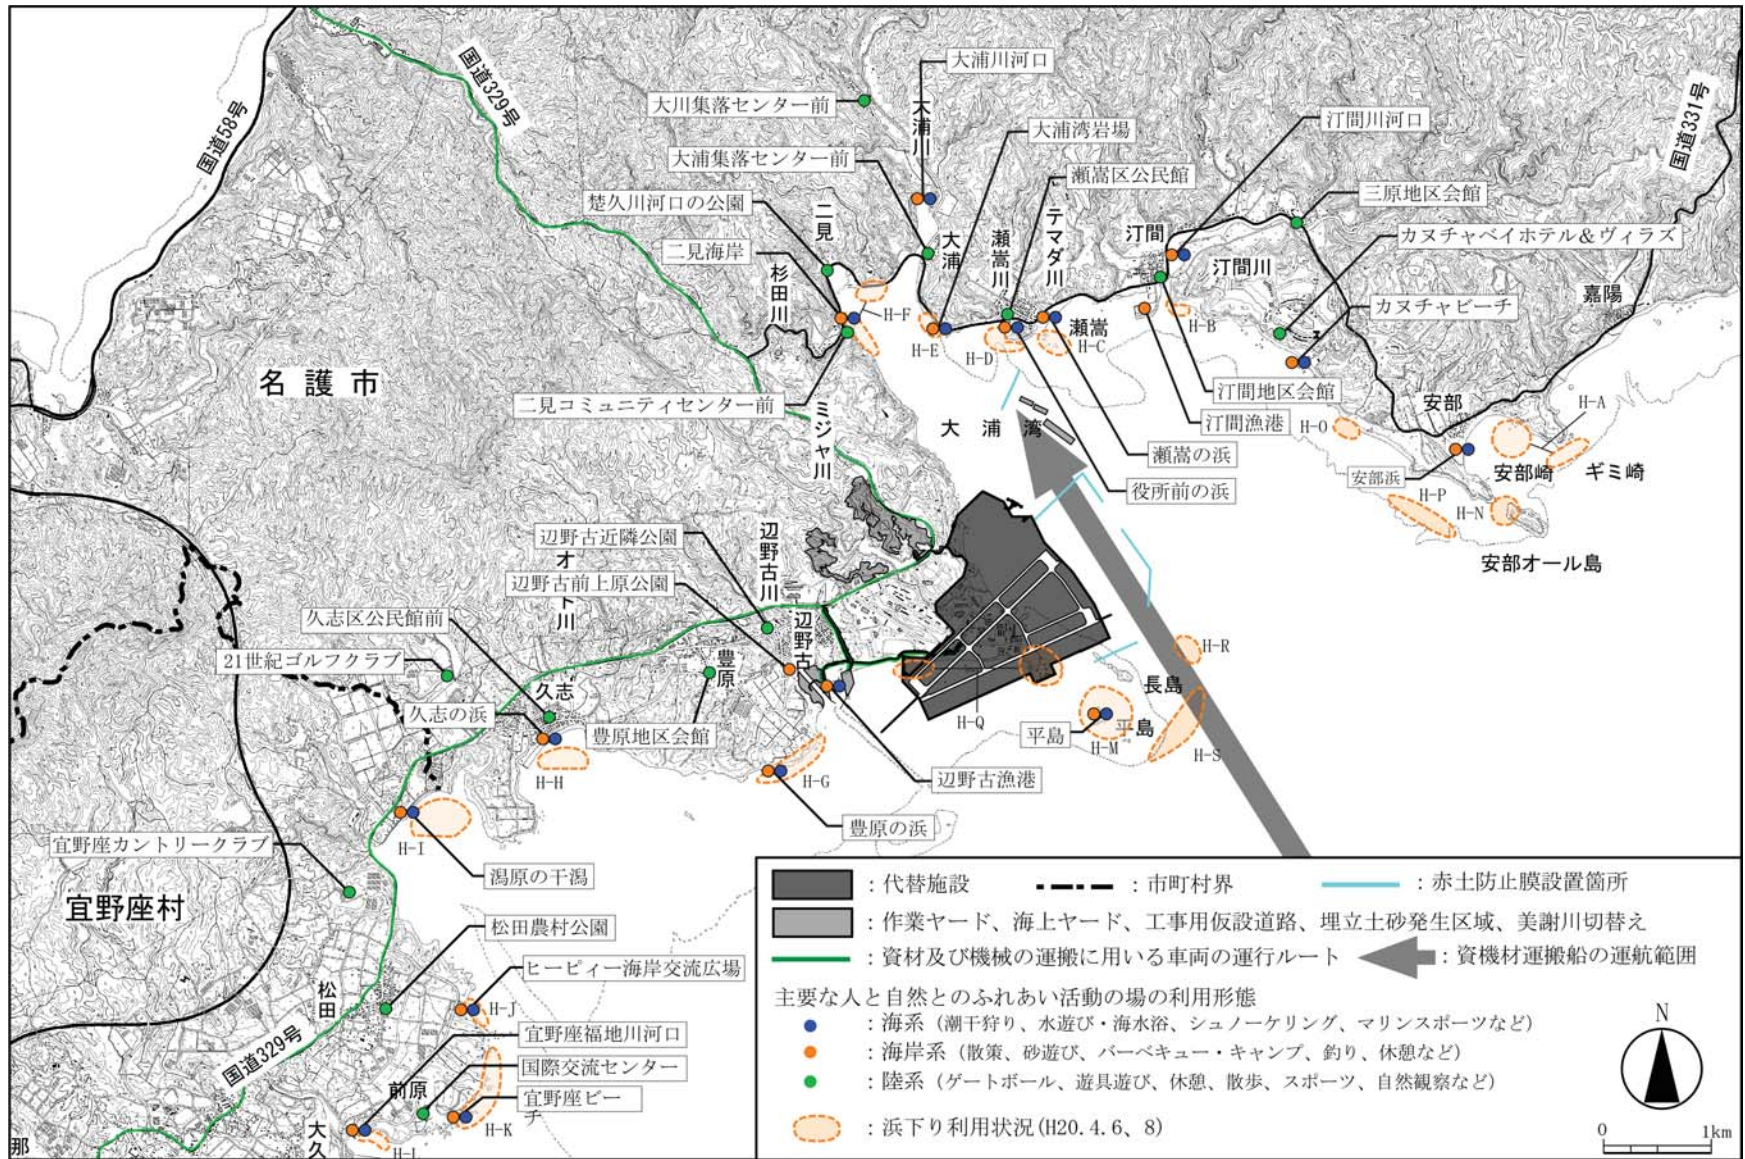 国道58号
国道329号
大川集落センター前
大浦川
大浦川河口
大浦集落センター前
大浦湾岩場
瀬嵩区公民館
汀間川河口
国道331号
三原地区会館
カヌチャベイホテル＆ヴィラズ
カヌチャビーチ
楚久川河口の公園
二見
二見海岸
杉田川
大浦
瀬嵩川
テマダ川
汀間
汀間川
嘉陽
瀬嵩
H-F
H-E
H-D
H-C
H-B
名護市
二見コミュニティセンター前
ミジャ川
大浦湾
汀間地区会館
汀間漁港
瀬嵩の浜
役所前の浜
安部
H-A
H-O
安部浜
安部崎
ギミ崎
H-P
H-N
安部オール島
辺野古近隣公園
辺野古川
辺野古前上原公園
久志区公民館前
21世紀ゴルフクラブ
辺野古
豊原
久志
久志の浜
豊原地区会館
H-H
H-G
H-Q
長島
平島
平島
H-M
H-R
H-S
辺野古漁港
豊原の浜
H-I
潟原の干潟
宜野座カントリークラブ
宜野座村
松田農村公園
ヒーピィー海岸交流広場
松田
H-J
宜野座福地川河口
国際交流センター
国道329号
前原
宜野座ビーチ
H-K
大久
H-L
那
：代替施設
：市町村界
：赤土防止膜設置箇所
：作業ヤード、海上ヤード、工事用仮設道路、埋立土砂発生区域、美謝川切替え
：資材及び機械の運搬に用いる車両の運行ルート
：資機材運搬船の運航範囲
主要な人と自然とのふれあい活動の場の利用形態
：海系（潮干狩り、水遊び・海水浴、シュノーケリング、マリンスポーツなど）
：海岸系（散策、砂遊び、バーベキュー・キャンプ、釣り、休憩など）
：陸系（ゲートボール、遊具遊び、休憩、散歩、スポーツ、自然観察など）
：浜下り利用状況(H20.4.6、8)
N
0 1km